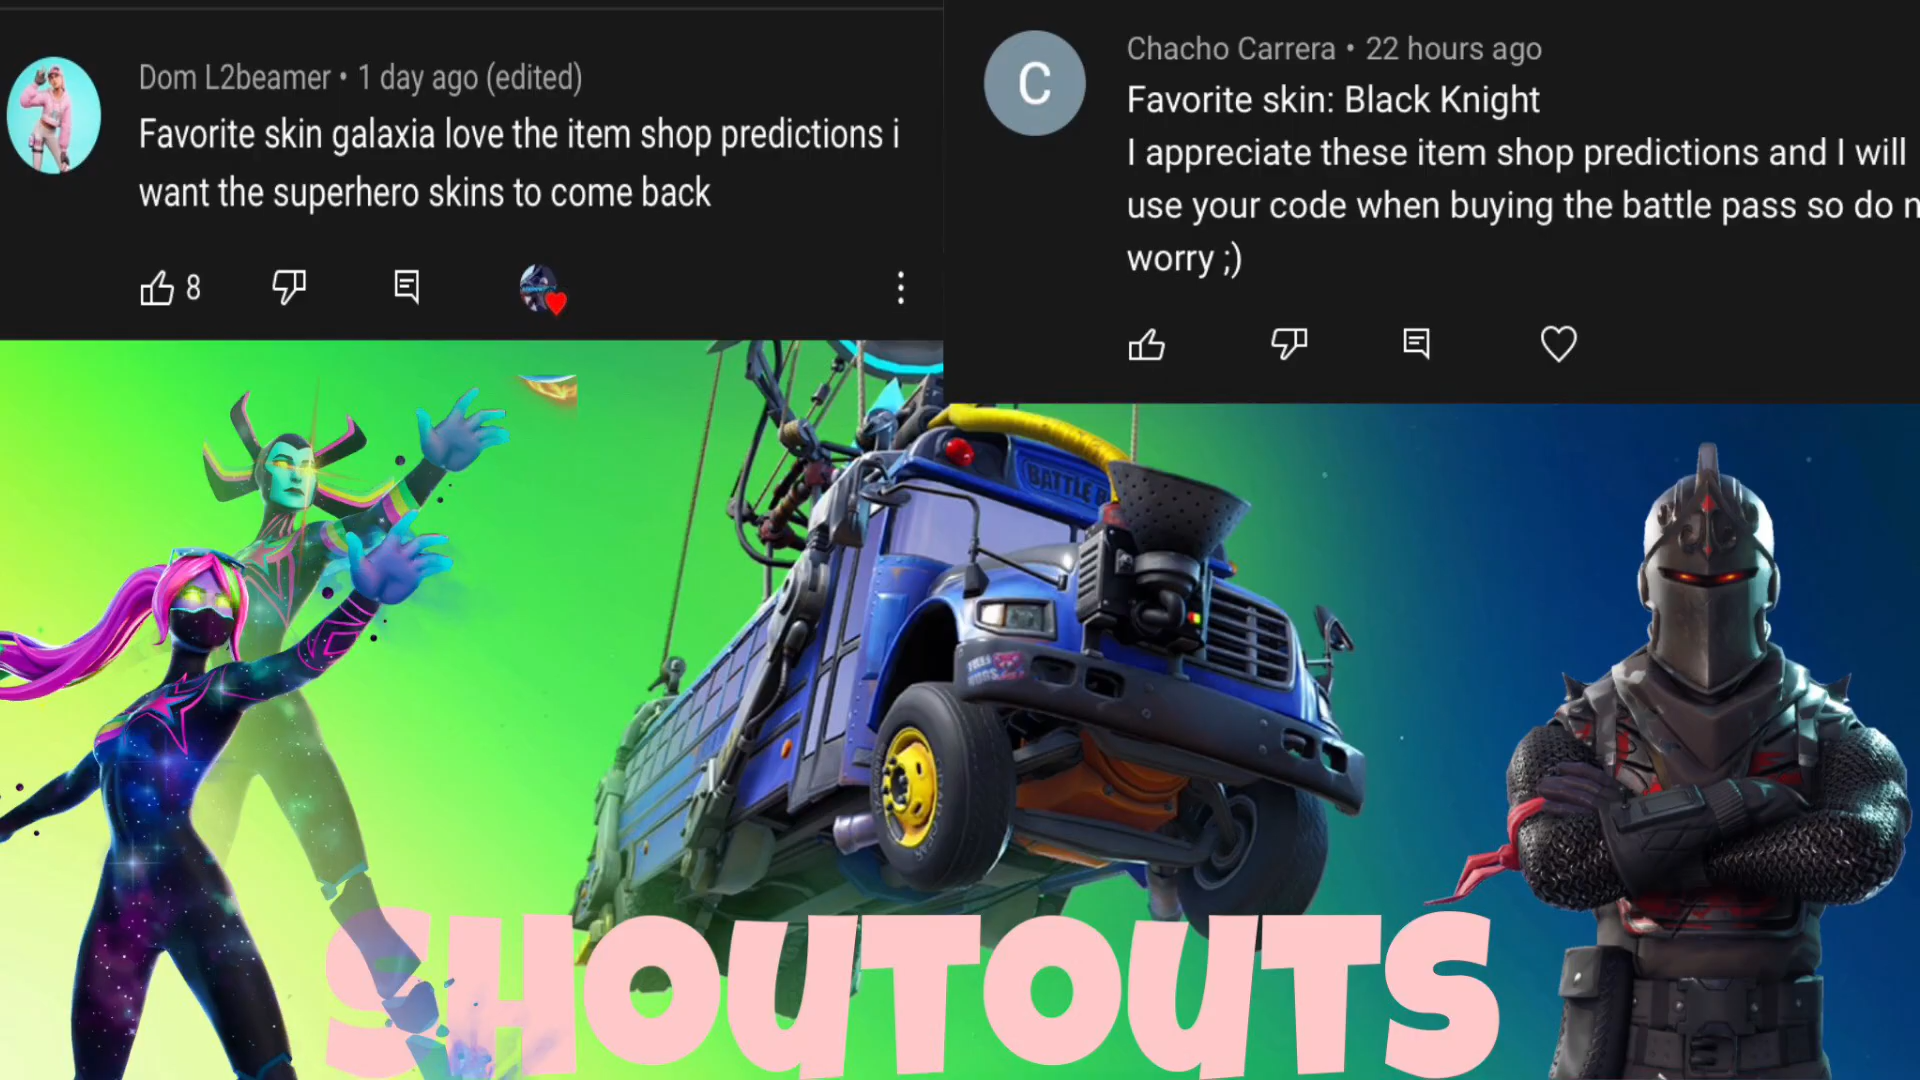 Dom L2beamer • 1 day ago (edited)
Favorite skin galaxia love the item shop predictions i
want the superhero skins to come back
8
C
Chacho Carrera • 22 hours ago
Favorite skin: Black Knight
I appreciate these item shop predictions and I will
use your code when buying the battle pass so do n
worry ;)
BATTLE B
SHOUTOUTS